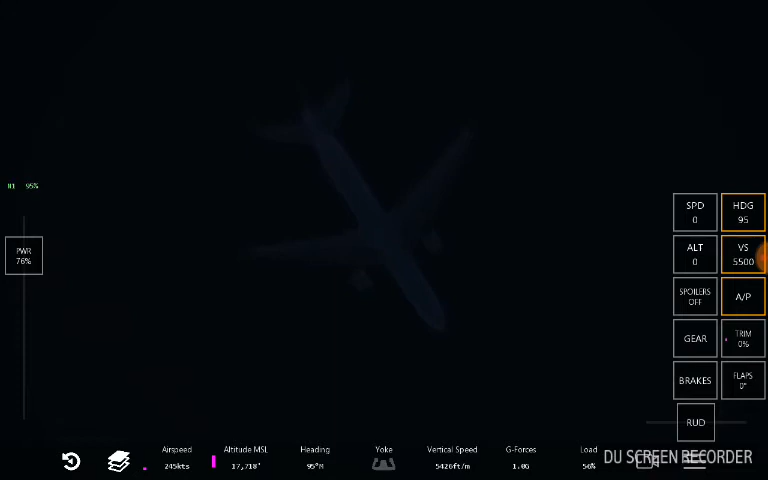 N1 95%
PWR
76%
SPD
0
HDG
95
ALT
0
VS
5500
SPOILERS
OFF
A/P
GEAR
TRIM
0%
BRAKES
FLAPS
0°
RUD
Airspeed
245kts
Altitude MSL
17,718'
Heading
95°M
Yoke
Vertical Speed
5426ft/m
G-Forces
1.0G
Load
56%
DU SCREEN RECORDER